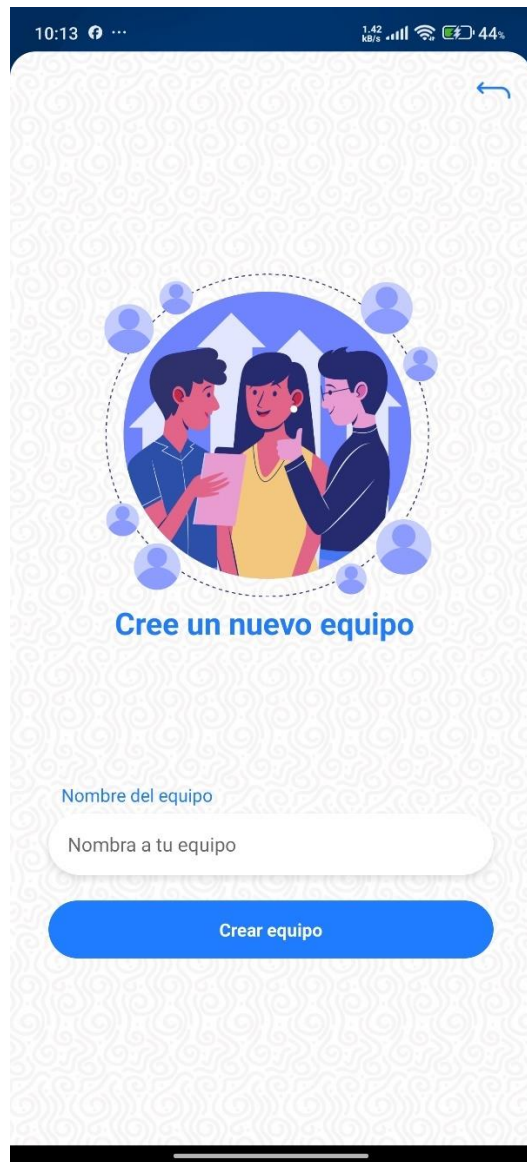 10:13 ...
1.42
kB/s
44%
Cree un nuevo equipo
Nombre del equipo
Nombra a tu equipo
Crear equipo